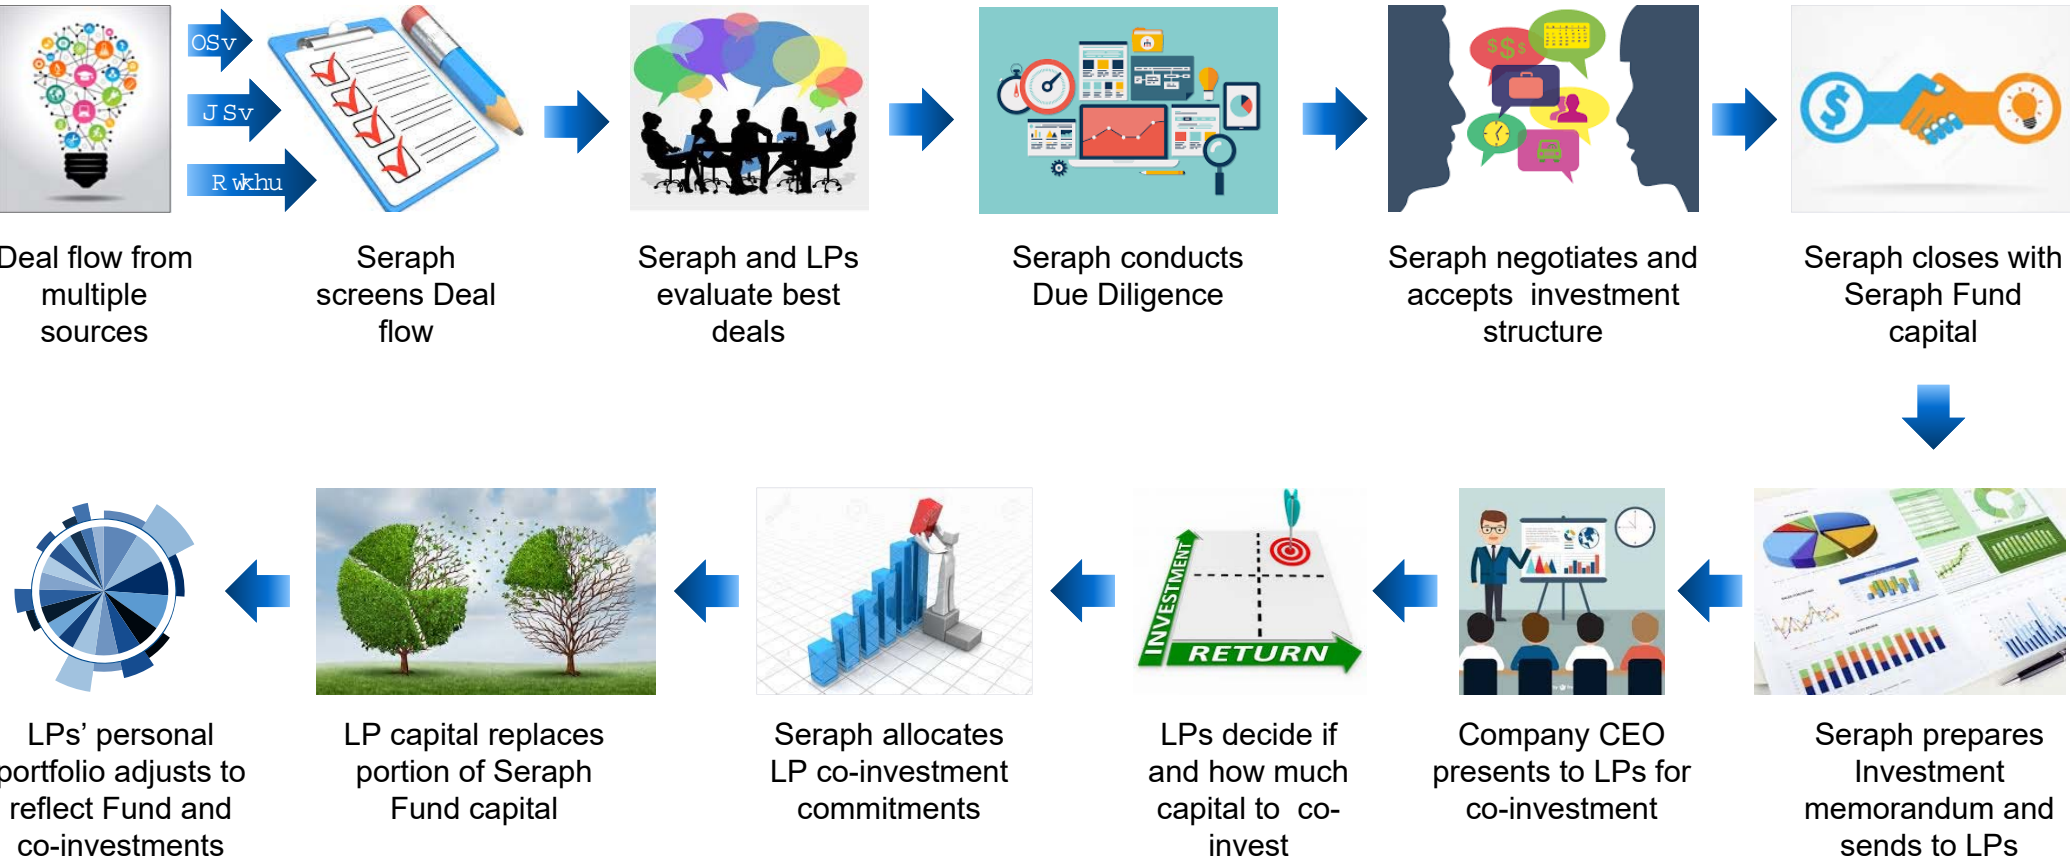 OSv
J Sv
R wkhu
Deal flow from
multiple
sources
Seraph
screens Deal
flow
Seraph and LPs
evaluate best
deals
Seraph conducts
Due Diligence
$$$
Seraph negotiates and
accepts  investment
structure
$
Seraph closes with
Seraph Fund
capital
LPs’ personal
portfolio adjusts to
reflect Fund and
co-investments
LP capital replaces
portion of Seraph
Fund capital
Seraph allocates
LP co-investment
commitments
INVESTMENT
RETURN
LPs decide if
and how much
capital to  co-
invest
Company CEO
presents to LPs for
co-investment
Seraph prepares
Investment
memorandum and
sends to LPs